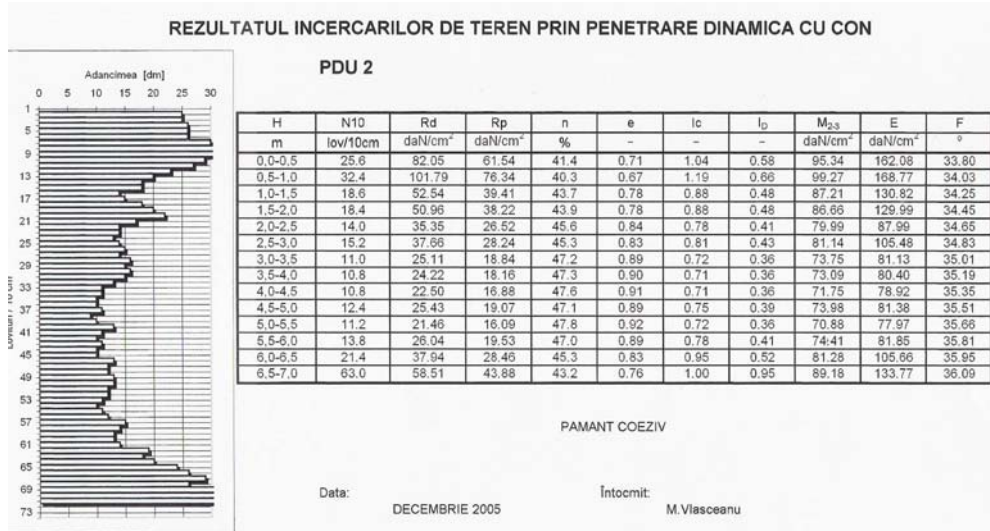 REZULTATUL INCERCARILOR DE TEREN PRIN PENETRARE DINAMICA CU CON
PDU 2
Adancimea [dm]
0 5 10 15 20 25 30
1
5
9
13
17
21
25
29
33
37
41
45
49
53
57
61
65
69
73
H N10 Rd Rp n e Ic I_D M_2-3 E F
m lov/10cm daN/cm² daN/cm² % – – – daN/cm² daN/cm² °
0,0-0,5 25.6 82.05 61.54 41.4 0.71 1.04 0.58 95.34 162.08 33.80
0,5-1,0 32.4 101.79 76.34 40.3 0.67 1.19 0.66 99.27 168.77 34.03
1,0-1,5 18.6 52.54 39.41 43.7 0.78 0.88 0.48 87.21 130.82 34.25
1,5-2,0 18.4 50.96 38.22 43.9 0.78 0.88 0.48 86.66 129.99 34.45
2,0-2,5 14.0 35.35 26.52 45.6 0.84 0.78 0.41 79.99 87.99 34.65
2,5-3,0 15.2 37.66 28.24 45.3 0.83 0.81 0.43 81.14 105.48 34.83
3,0-3,5 11.0 25.11 18.84 47.2 0.89 0.72 0.36 73.75 81.13 35.01
3,5-4,0 10.8 24.22 18.16 47.3 0.90 0.71 0.36 73.09 80.40 35.19
4,0-4,5 10.8 22.50 16.88 47.6 0.91 0.71 0.36 71.75 78.92 35.35
4,5-5,0 12.4 25.43 19.07 47.1 0.89 0.75 0.39 73.98 81.38 35.51
5,0-5,5 11.2 21.46 16.09 47.8 0.92 0.72 0.36 70.88 77.97 35.66
5,5-6,0 13.8 26.04 19.53 47.0 0.89 0.78 0.41 74:41 81.85 35.81
6,0-6,5 21.4 37.94 28.46 45.3 0.83 0.95 0.52 81.28 105.66 35.95
6,5-7,0 63.0 58.51 43.88 43.2 0.76 1.00 0.95 89.18 133.77 36.09
PAMANT COEZIV
Data:
DECEMBRIE 2005
Întocmit:
M.Vlasceanu